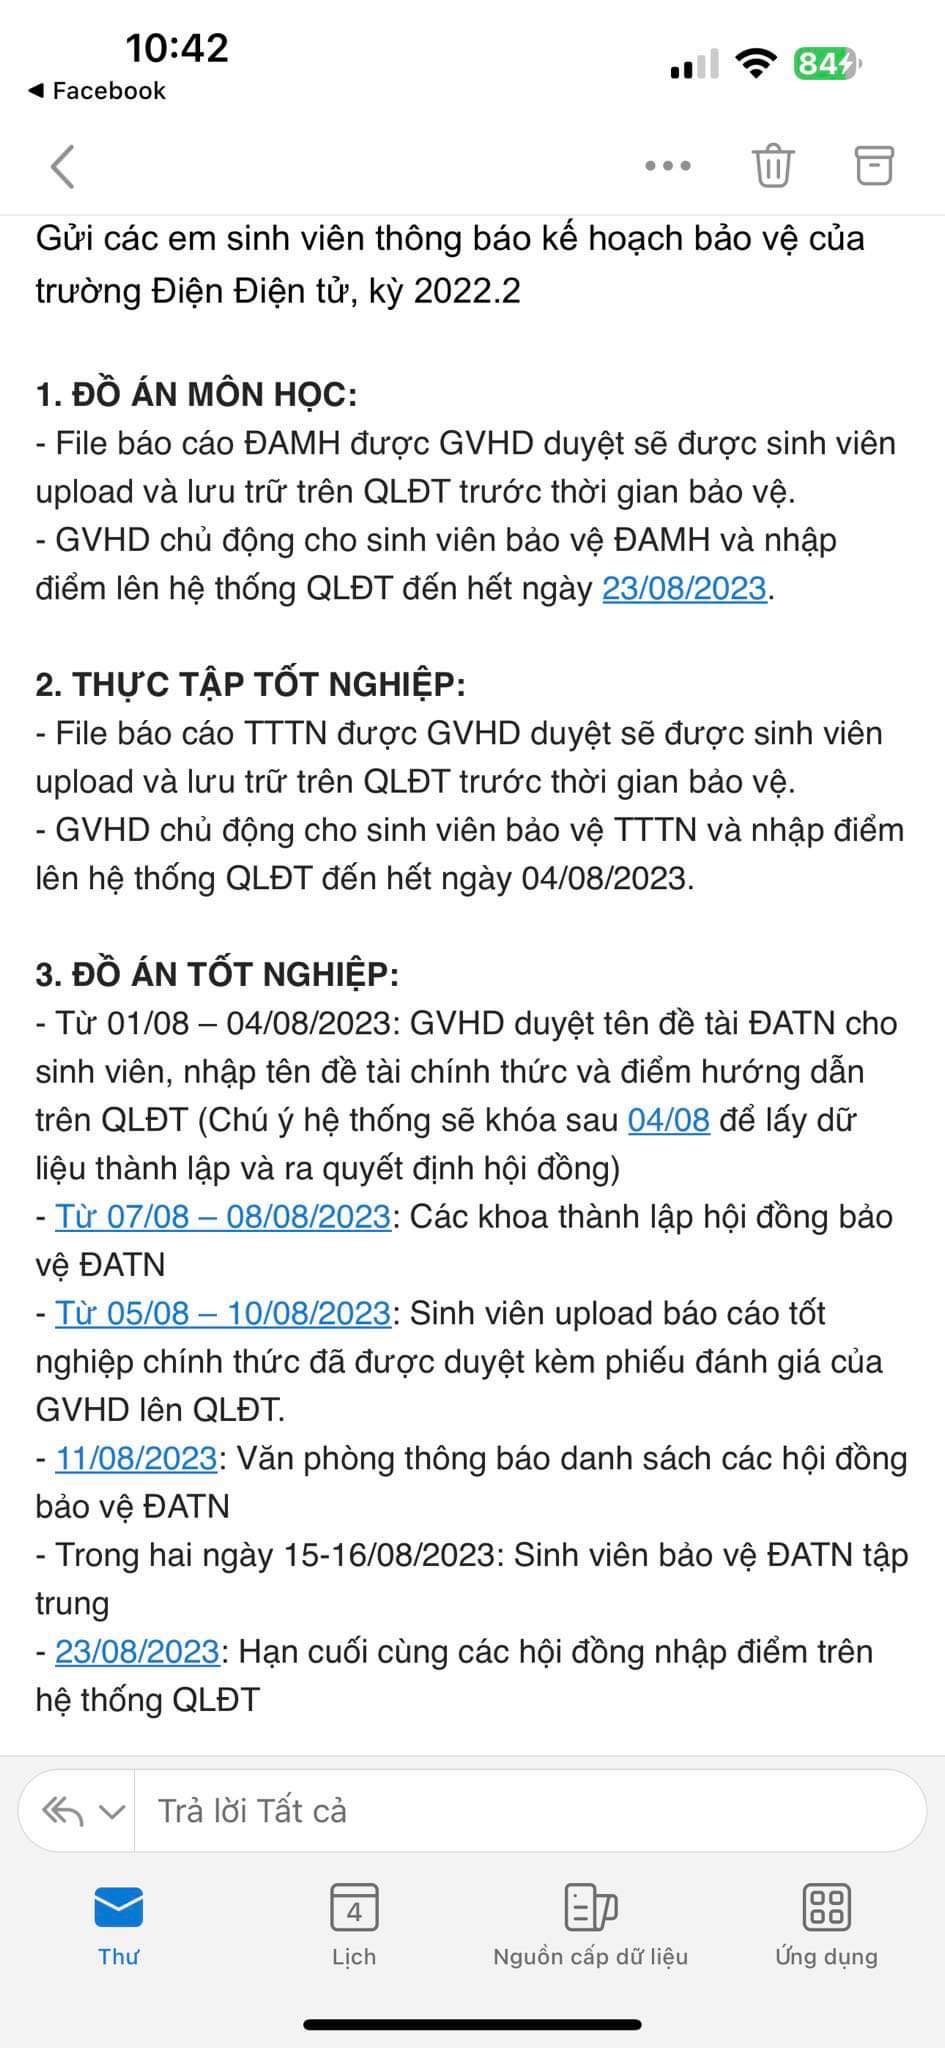 10:42
84
◀ Facebook
Gửi các em sinh viên thông báo kế hoạch bảo vệ của
trường Điện Điện tử, kỳ 2022.2
1. ĐỒ ÁN MÔN HỌC:
- File báo cáo ĐAMH được GVHD duyệt sẽ được sinh viên
upload và lưu trữ trên QLĐT trước thời gian bảo vệ.
- GVHD chủ động cho sinh viên bảo vệ ĐAMH và nhập
điểm lên hệ thống QLĐT đến hết ngày 23/08/2023.
2. THỰC TẬP TỐT NGHIỆP:
- File báo cáo TTTN được GVHD duyệt sẽ được sinh viên
upload và lưu trữ trên QLĐT trước thời gian bảo vệ.
- GVHD chủ động cho sinh viên bảo vệ TTTN và nhập điểm
lên hệ thống QLĐT đến hết ngày 04/08/2023.
3. ĐỒ ÁN TỐT NGHIỆP:
- Từ 01/08 – 04/08/2023: GVHD duyệt tên đề tài ĐATN cho
sinh viên, nhập tên đề tài chính thức và điểm hướng dẫn
trên QLĐT (Chú ý hệ thống sẽ khóa sau 04/08 để lấy dữ
liệu thành lập và ra quyết định hội đồng)
- Từ 07/08 – 08/08/2023: Các khoa thành lập hội đồng bảo
vệ ĐATN
- Từ 05/08 – 10/08/2023: Sinh viên upload báo cáo tốt
nghiệp chính thức đã được duyệt kèm phiếu đánh giá của
GVHD lên QLĐT.
- 11/08/2023: Văn phòng thông báo danh sách các hội đồng
bảo vệ ĐATN
- Trong hai ngày 15-16/08/2023: Sinh viên bảo vệ ĐATN tập
trung
- 23/08/2023: Hạn cuối cùng các hội đồng nhập điểm trên
hệ thống QLĐT
Trả lời Tất cả
4
Thư
Lịch
Nguồn cấp dữ liệu
Ứng dụng